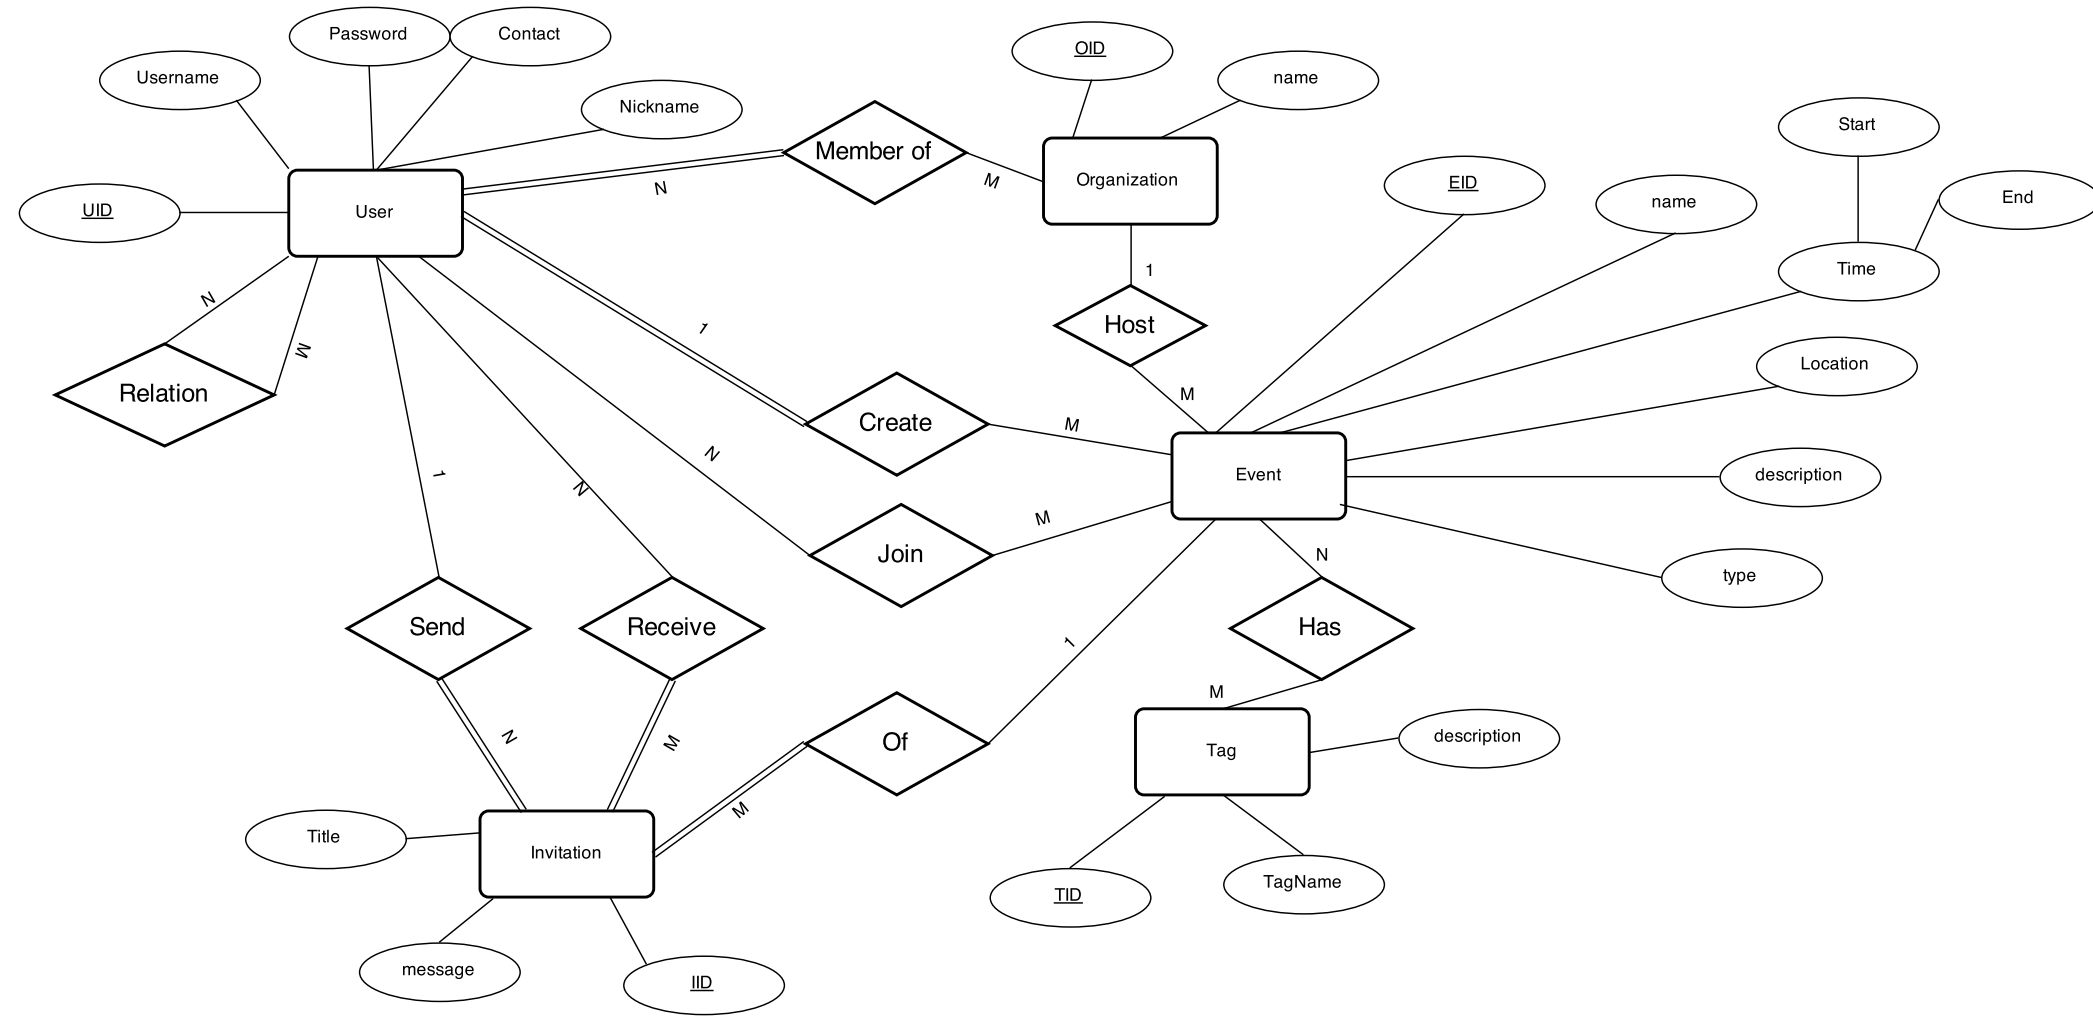 Password
Contact
Username
Nickname
UID
User
N
Member of
M
OID
name
Organization
1
Host
M
EID
name
Start
End
Time
Location
description
type
Event
N
M
Relation
1
Create
M
N
Join
M
1
N
Send
Receive
N
M
1
Of
M
N
Has
M
Tag
description
TID
TagName
Title
Invitation
message
IID